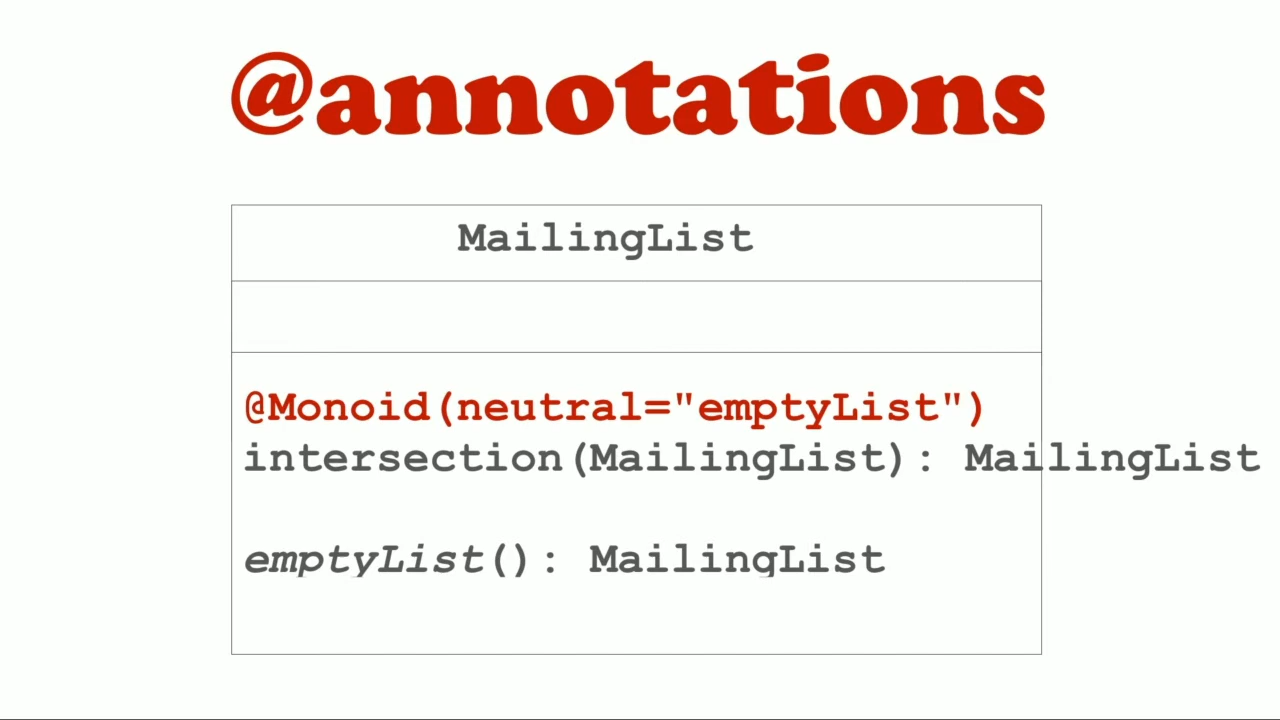 @annotations
MailingList
@Monoid(neutral="emptyList")
intersection(MailingList): MailingList
emptyList(): MailingList